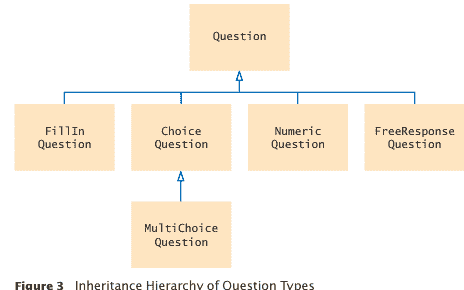 Question
FillIn
Question
Choice
Question
Numeric
Question
FreeResponse
Question
MultiChoice
Question
Figure 3 Inheritance Hierarchy of Question Types